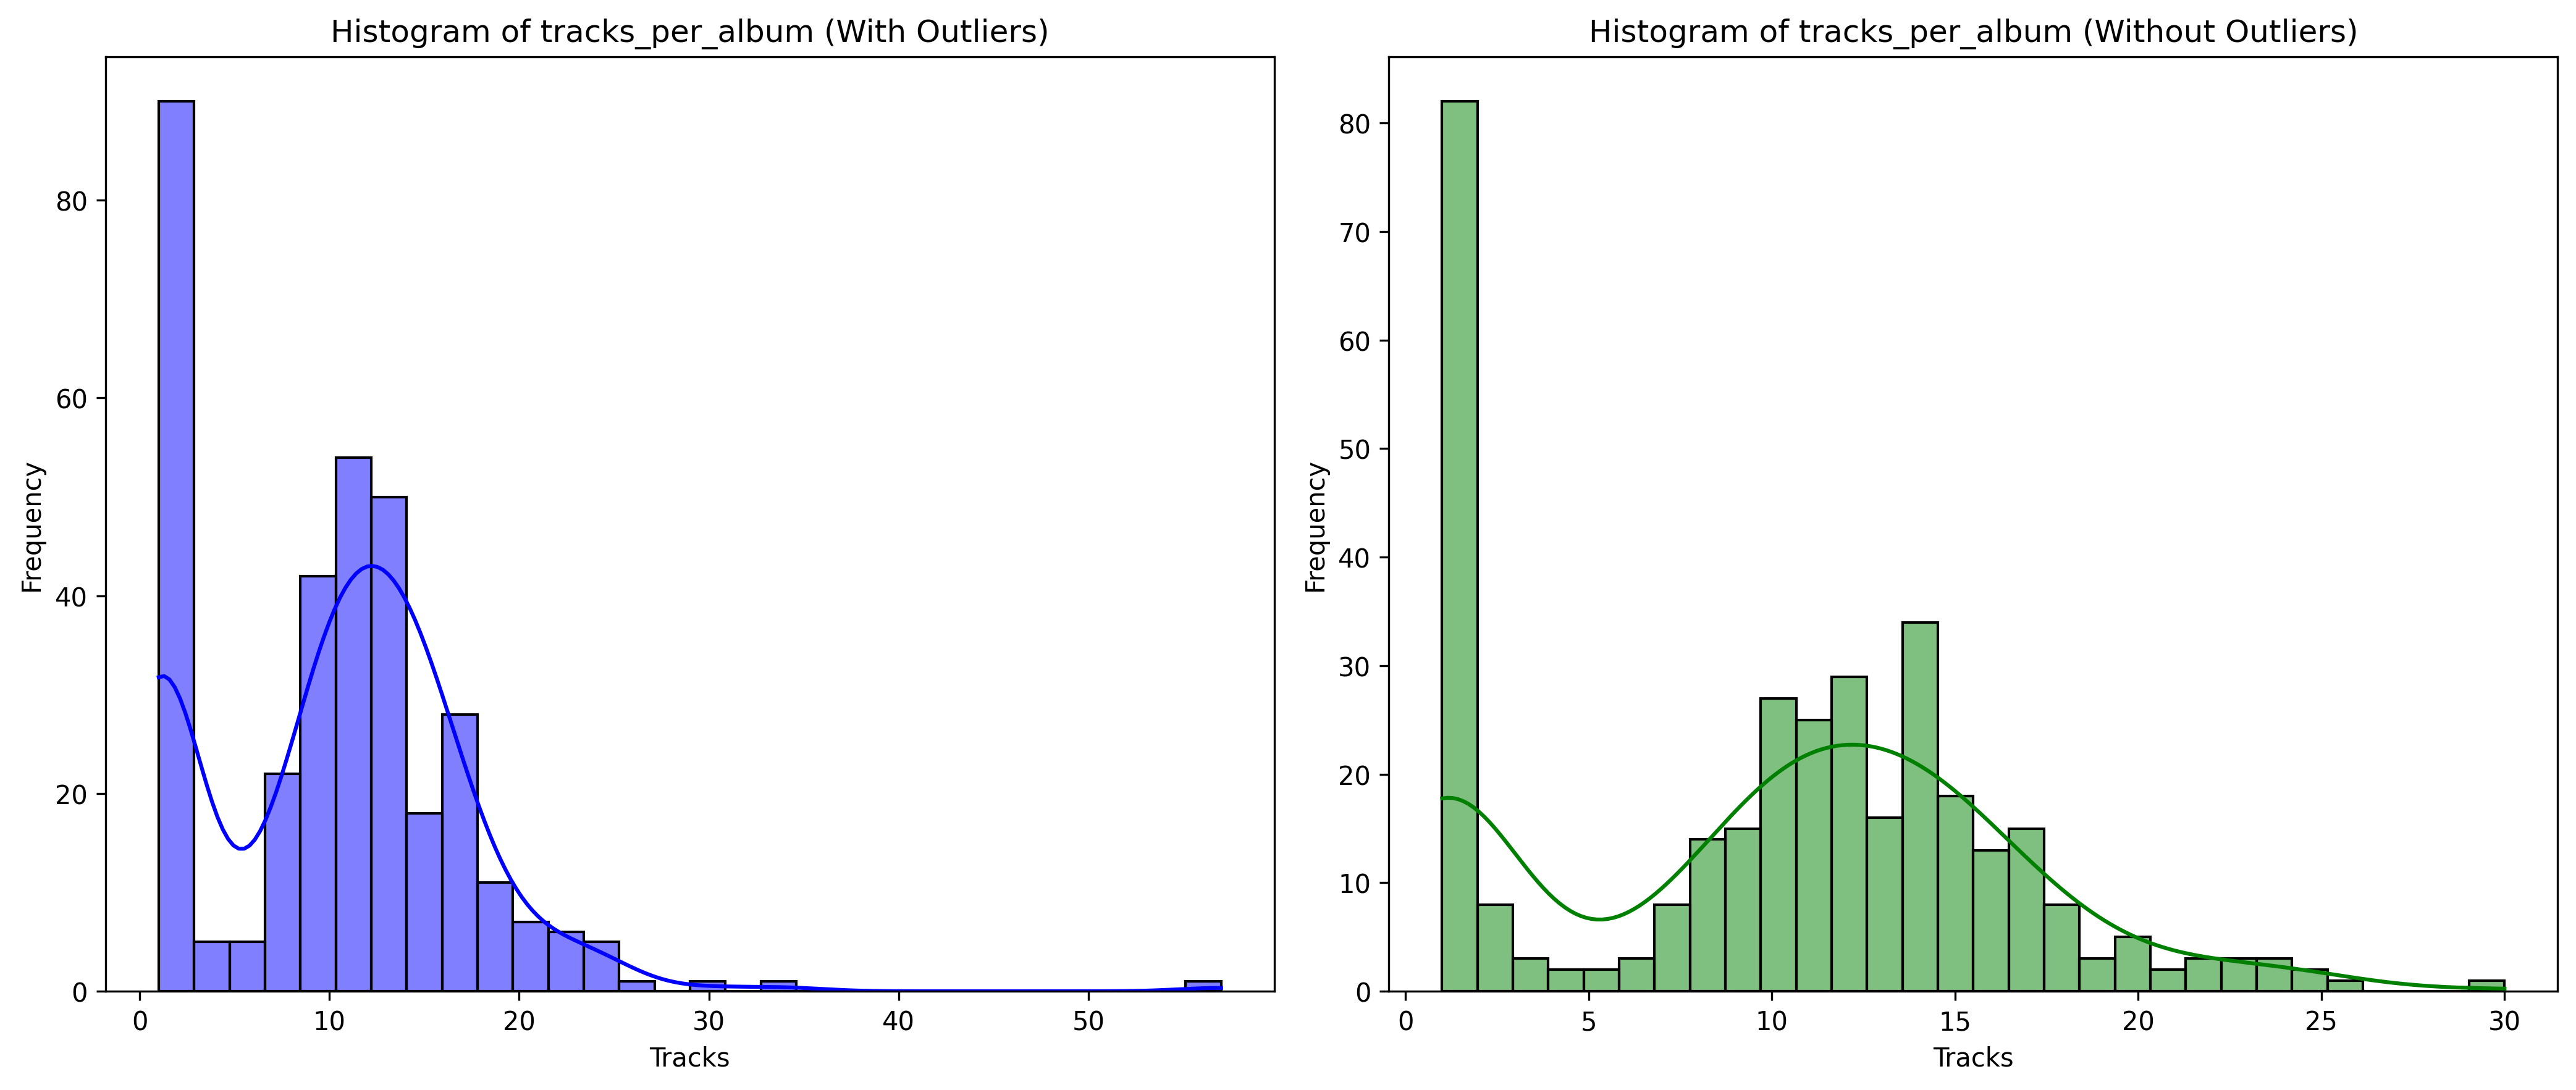 Histogram of tracks_per_album (With Outliers)
Frequency
80
60
40
20
0
0 10 20 30 40 50
Tracks
Histogram of tracks_per_album (Without Outliers)
Frequency
80
70
60
50
40
30
20
10
0
0 5 10 15 20 25 30
Tracks